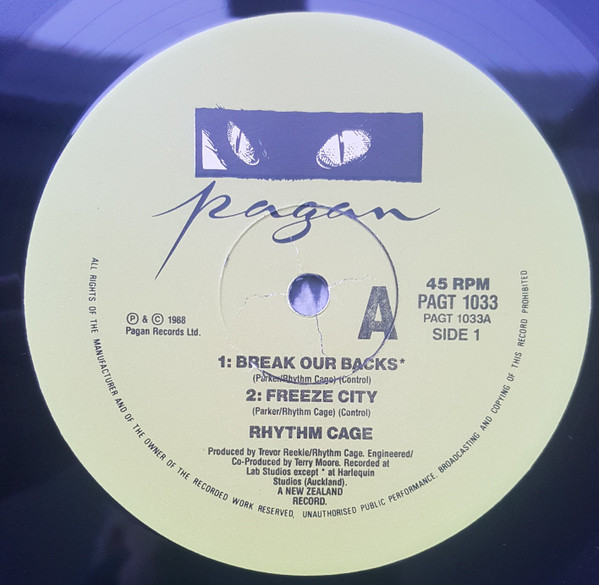 pagan
45 RPM
PAGT 1033
PAGT 1033A
SIDE 1
A
Ⓟ & © 1988
Pagan Records Ltd.
1: BREAK OUR BACKS*
(Parker/Rhythm Cage) (Control)
2: FREEZE CITY
(Parker/Rhythm Cage) (Control)
RHYTHM CAGE
Produced by Trevor Reekie/Rhythm Cage. Engineered/
Co-Produced by Terry Moore. Recorded at
Lab Studios except * at Harlequin
Studios (Auckland).
A NEW ZEALAND
RECORD.
ALL RIGHTS OF THE MANUFACTURER AND OF THE OWNER OF THE RECORDED WORK RESERVED, UNAUTHORISED PUBLIC PERFORMANCE, BROADCASTING AND COPYING OF THIS RECORD PROHIBITED